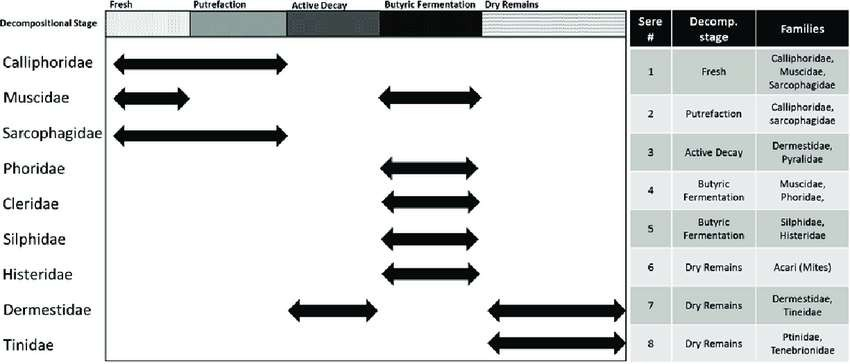 Fresh Putrefaction Active Decay Butyric Fermentation Dry Remains
Decompositional Stage
Calliphoridae
Muscidae
Sarcophagidae
Phoridae
Cleridae
Silphidae
Histeridae
Dermestidae
Tinidae
Sere # Decomp. stage Families
1 Fresh Calliphoridae, Muscidae, Sarcophagidae
2 Putrefaction Calliphoridae, sarcophagidae
3 Active Decay Dermestidae, Pyralidae
4 Butyric Fermentation Muscidae, Phoridae,
5 Butyric Fermentation Silphidae, Histeridae
6 Dry Remains Acari (Mites)
7 Dry Remains Dermestidae, Tineidae
8 Dry Remains Ptinidae, Tenebrionidae